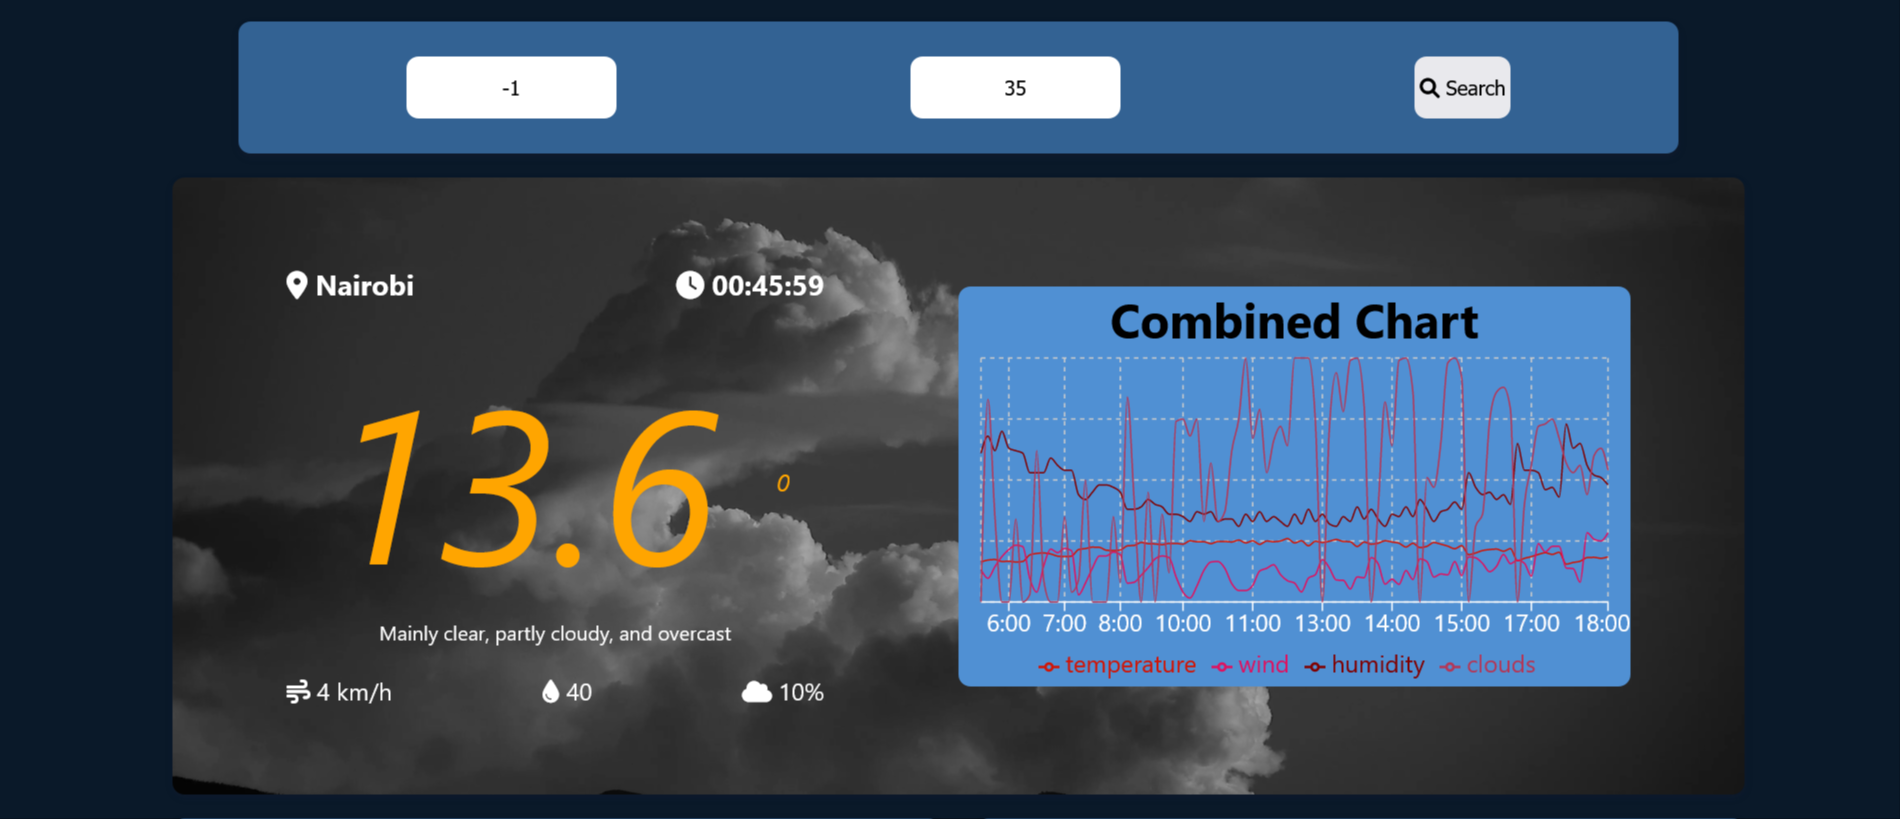 -1 35 Search
Nairobi 00:45:59
13.6 o
Mainly clear, partly cloudy, and overcast
4 km/h 40 10%
Combined Chart
6:00 7:00 8:00 10:00 11:00 13:00 14:00 15:00 17:00 18:00
temperature wind humidity clouds